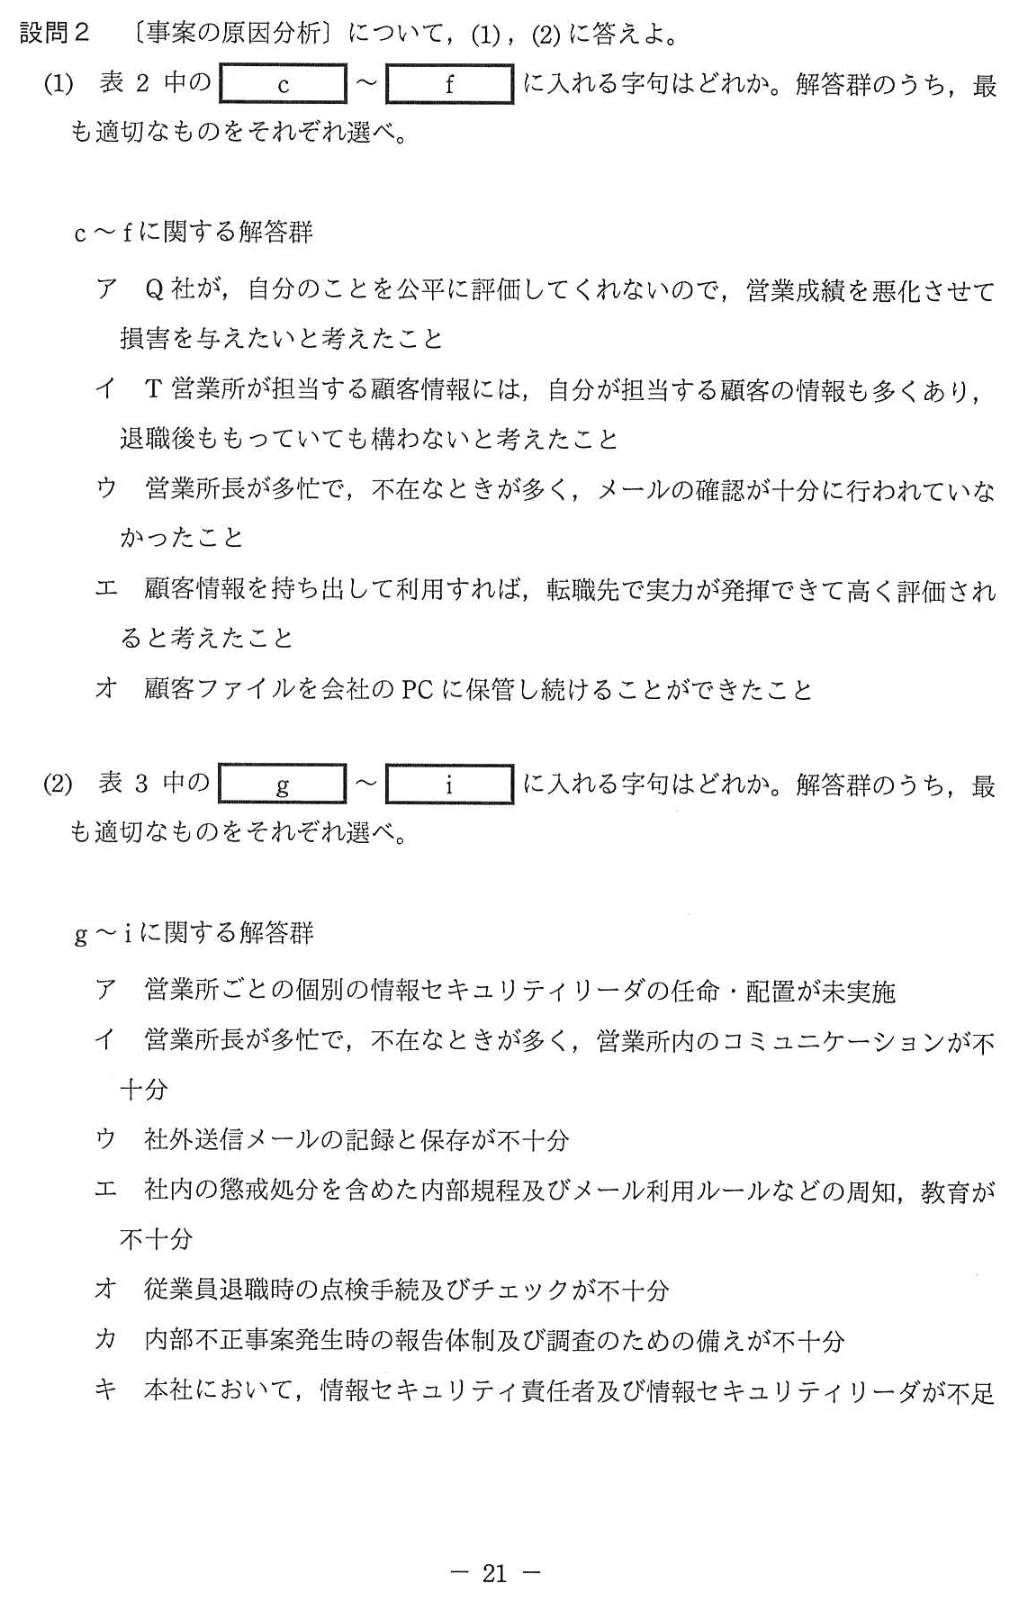 設問２　〔事案の原因分析〕について，(1)，(2)に答えよ。
(1)　表 2 中の c ～ f に入れる字句はどれか。解答群のうち，最
も適切なものをそれぞれ選べ。
c～fに関する解答群
ア　Q 社が，自分のことを公平に評価してくれないので，営業成績を悪化させて
損害を与えたいと考えたこと
イ　T 営業所が担当する顧客情報には，自分が担当する顧客の情報も多くあり，
退職後ももっていても構わないと考えたこと
ウ　営業所長が多忙で，不在なときが多く，メールの確認が十分に行われていな
かったこと
エ　顧客情報を持ち出して利用すれば，転職先で実力が発揮できて高く評価され
ると考えたこと
オ　顧客ファイルを会社の PC に保管し続けることができたこと
(2)　表 3 中の g ～ i に入れる字句はどれか。解答群のうち，最
も適切なものをそれぞれ選べ。
g～iに関する解答群
ア　営業所ごとの個別の情報セキュリティリーダの任命・配置が未実施
イ　営業所長が多忙で，不在なときが多く，営業所内のコミュニケーションが不
十分
ウ　社外送信メールの記録と保存が不十分
エ　社内の懲戒処分を含めた内部規程及びメール利用ルールなどの周知，教育が
不十分
オ　従業員退職時の点検手続及びチェックが不十分
カ　内部不正事案発生時の報告体制及び調査のための備えが不十分
キ　本社において，情報セキュリティ責任者及び情報セキュリティリーダが不足
－ 21 －